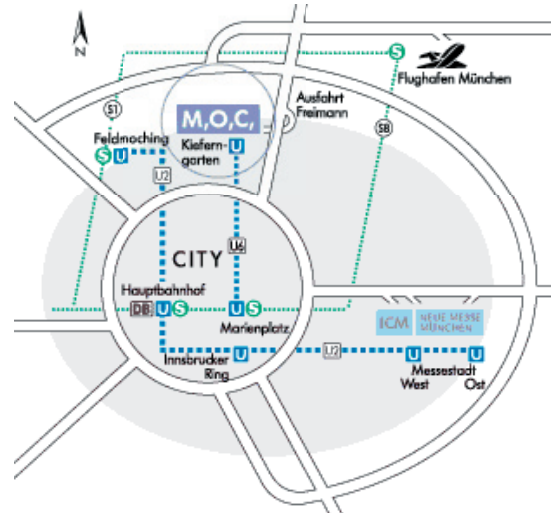 N
S
Flughafen München
S1
M,O,C,
Ausfahrt
Freimann
S8
Feldmoching
Kiefern-
garten
S U
U
U2
CITY
U6
Hauptbahnhof
DB U S
U S
Marienplatz
ICM
NEUE MESSE
MÜNCHEN
Innsbrucker
Ring
U
U2
U
U
Messestadt
West
Ost